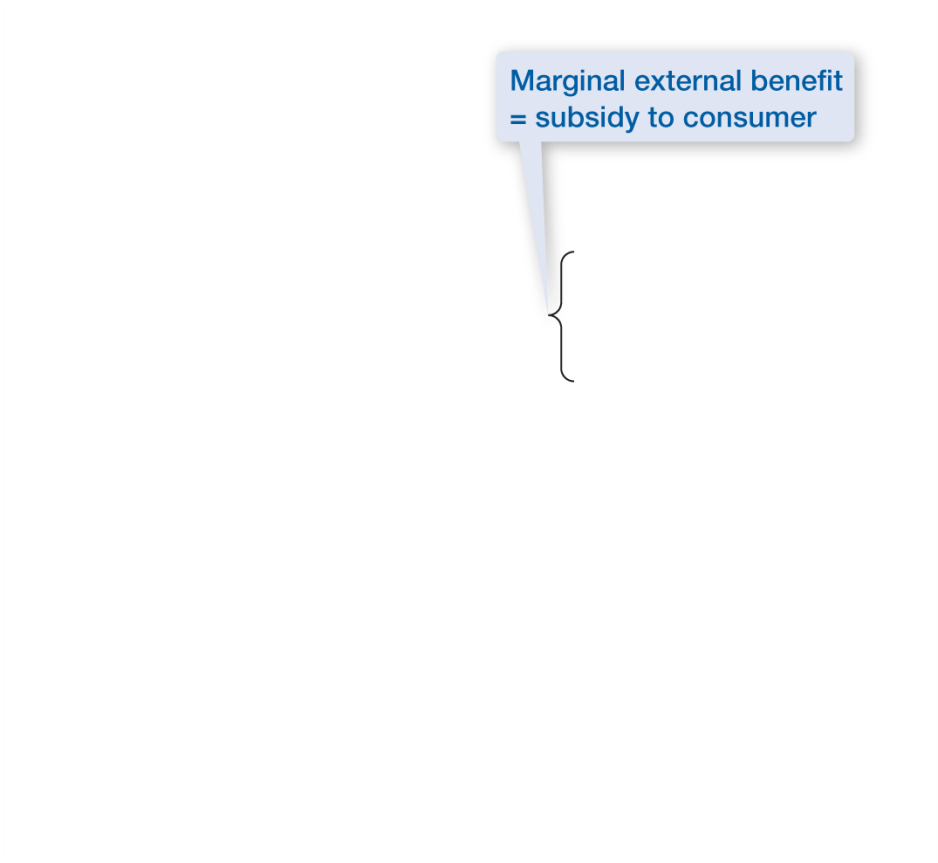 Marginal external benefit
= subsidy to consumer